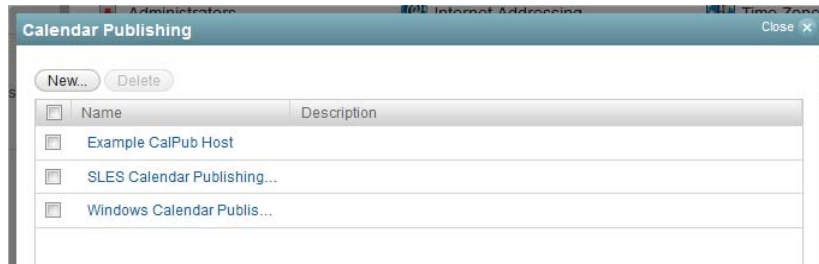 Administrators Internet Addressing Time Zone
Calendar Publishing Close
New... Delete
Name Description
Example CalPub Host
SLES Calendar Publishing...
Windows Calendar Publis...